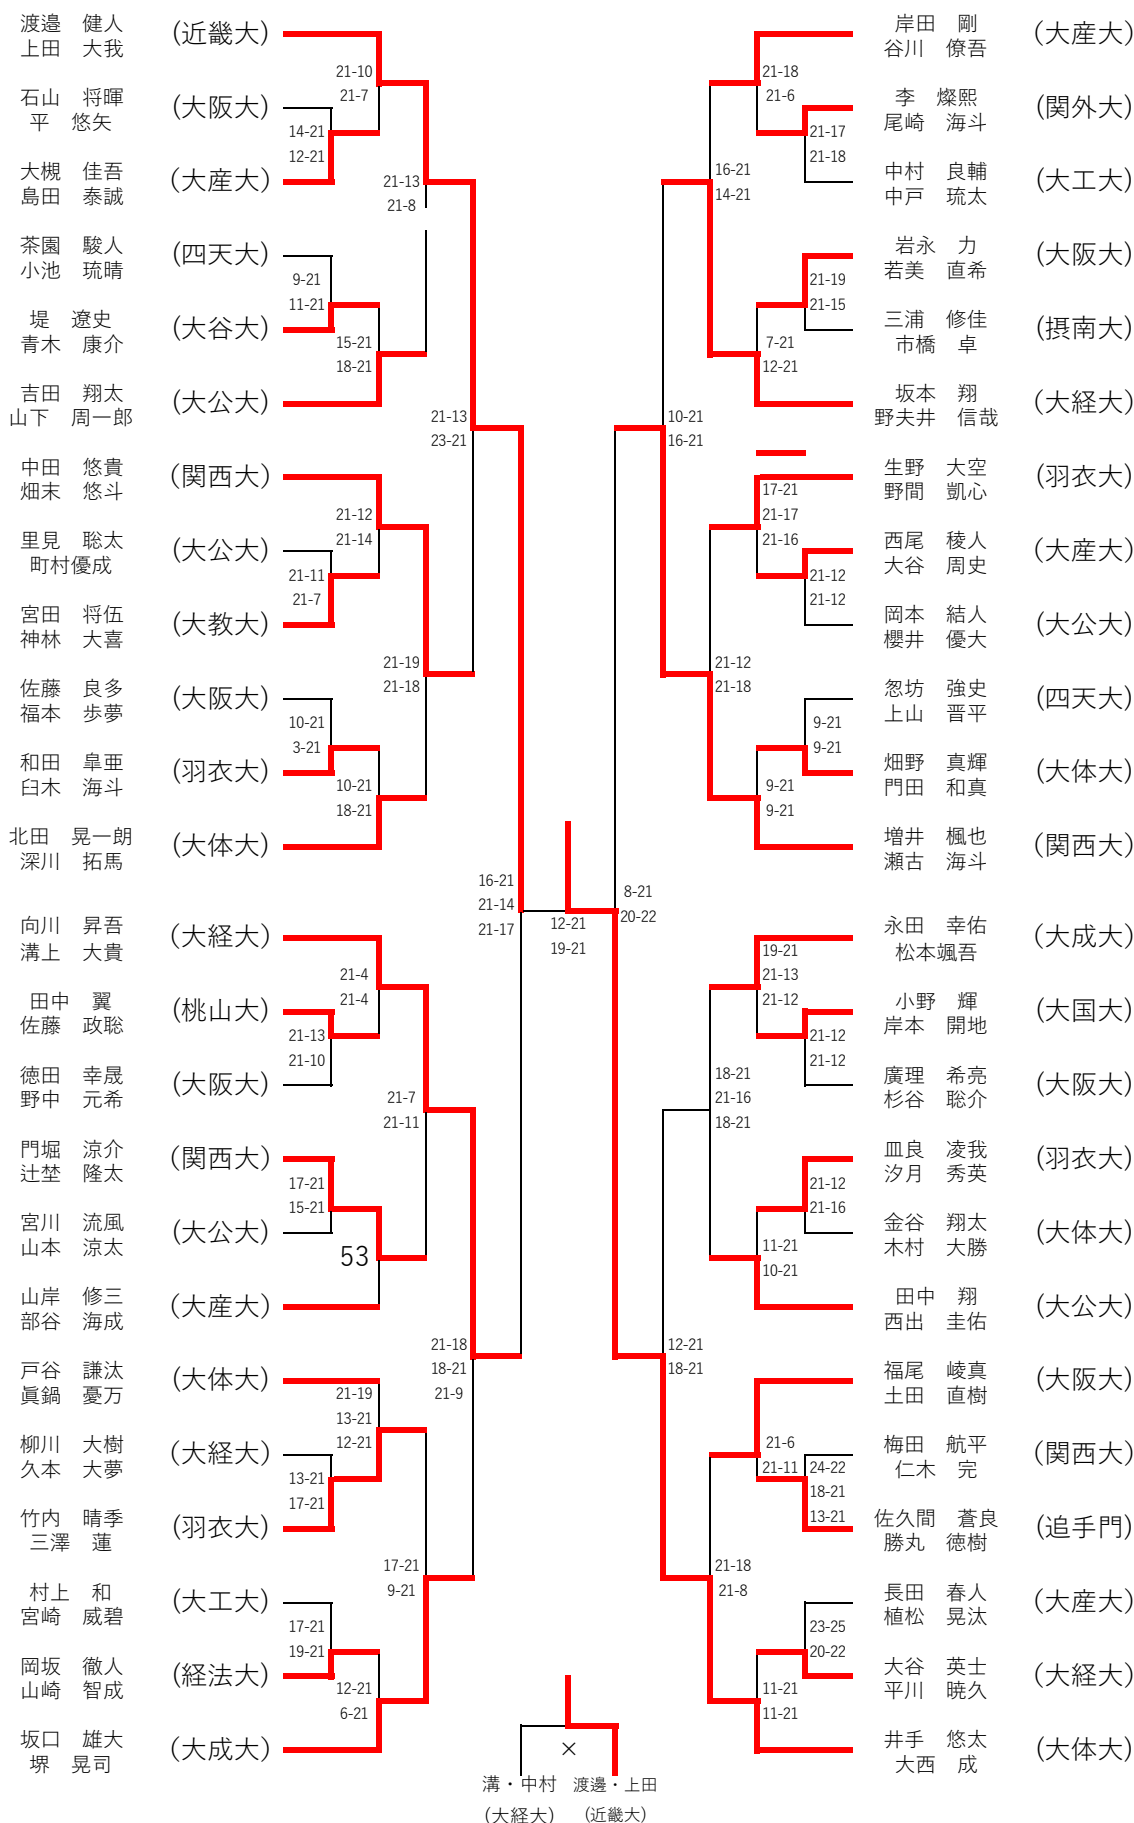 渡邉　健人
上田　大我
(近畿大)
21-10
21-7
石山　将暉
平　悠矢
(大阪大)
14-21
12-21
大槻　佳吾
島田　泰誠
(大産大)
21-13
21-8
茶園　駿人
小池　琉晴
(四天大)
9-21
11-21
堤　遼史
青木　康介
(大谷大)
15-21
18-21
吉田　翔太
山下　周一郎
(大公大)
21-13
23-21
中田　悠貴
畑末　悠斗
(関西大)
21-12
21-14
里見　聡太
町村優成
(大公大)
21-11
21-7
宮田　将伍
神林　大喜
(大教大)
21-19
21-18
佐藤　良多
福本　歩夢
(大阪大)
10-21
3-21
和田　皐亜
臼木　海斗
(羽衣大)
10-21
18-21
北田　晃一朗
深川　拓馬
(大体大)
16-21
21-14
21-17
向川　昇吾
溝上　大貴
(大経大)
21-4
21-4
田中　翼
佐藤　政聡
(桃山大)
21-13
21-10
徳田　幸晟
野中　元希
(大阪大)
21-7
21-11
門堀　涼介
辻埜　隆太
(関西大)
17-21
15-21
宮川　流風
山本　涼太
(大公大)
53
山岸　修三
部谷　海成
(大産大)
21-18
18-21
21-9
戸谷　謙汰
眞鍋　憂万
(大体大)
21-19
13-21
12-21
柳川　大樹
久本　大夢
(大経大)
13-21
17-21
竹内　晴季
三澤　蓮
(羽衣大)
17-21
9-21
村上　和
宮崎　威碧
(大工大)
17-21
19-21
岡坂　徹人
山崎　智成
(経法大)
12-21
6-21
坂口　雄大
堺　晃司
(大成大)
12-21
19-21
岸田　剛
谷川　僚吾
(大産大)
21-18
21-6
李　燦熙
尾崎　海斗
(関外大)
21-17
21-18
中村　良輔
中戸　琉太
(大工大)
16-21
14-21
岩永　力
若美　直希
(大阪大)
21-19
21-15
三浦　修佳
市橋　卓
(摂南大)
7-21
12-21
坂本　翔
野夫井　信哉
(大経大)
10-21
16-21
生野　大空
野間　凱心
(羽衣大)
17-21
21-17
21-16
西尾　稜人
大谷　周史
(大産大)
21-12
21-12
岡本　結人
櫻井　優大
(大公大)
21-12
21-18
忽坊　強史
上山　晋平
(四天大)
9-21
9-21
畑野　真輝
門田　和真
(大体大)
9-21
9-21
増井　楓也
瀬古　海斗
(関西大)
8-21
20-22
永田　幸佑
松本颯吾
(大成大)
19-21
21-13
21-12
小野　輝
岸本　開地
(大国大)
21-12
21-12
廣理　希亮
杉谷　聡介
(大阪大)
18-21
21-16
18-21
皿良　凌我
汐月　秀英
(羽衣大)
21-12
21-16
金谷　翔太
木村　大勝
(大体大)
11-21
10-21
田中　翔
西出　圭佑
(大公大)
12-21
18-21
福尾　崚真
土田　直樹
(大阪大)
21-6
21-11
梅田　航平
仁木　完
(関西大)
24-22
18-21
13-21
佐久間　蒼良
勝丸　徳樹
(追手門)
21-18
21-8
長田　春人
植松　晃汰
(大産大)
23-25
20-22
大谷　英士
平川　暁久
(大経大)
11-21
11-21
井手　悠太
大西　成
(大体大)
×
溝・中村　渡邉・上田
(大経大)　(近畿大)